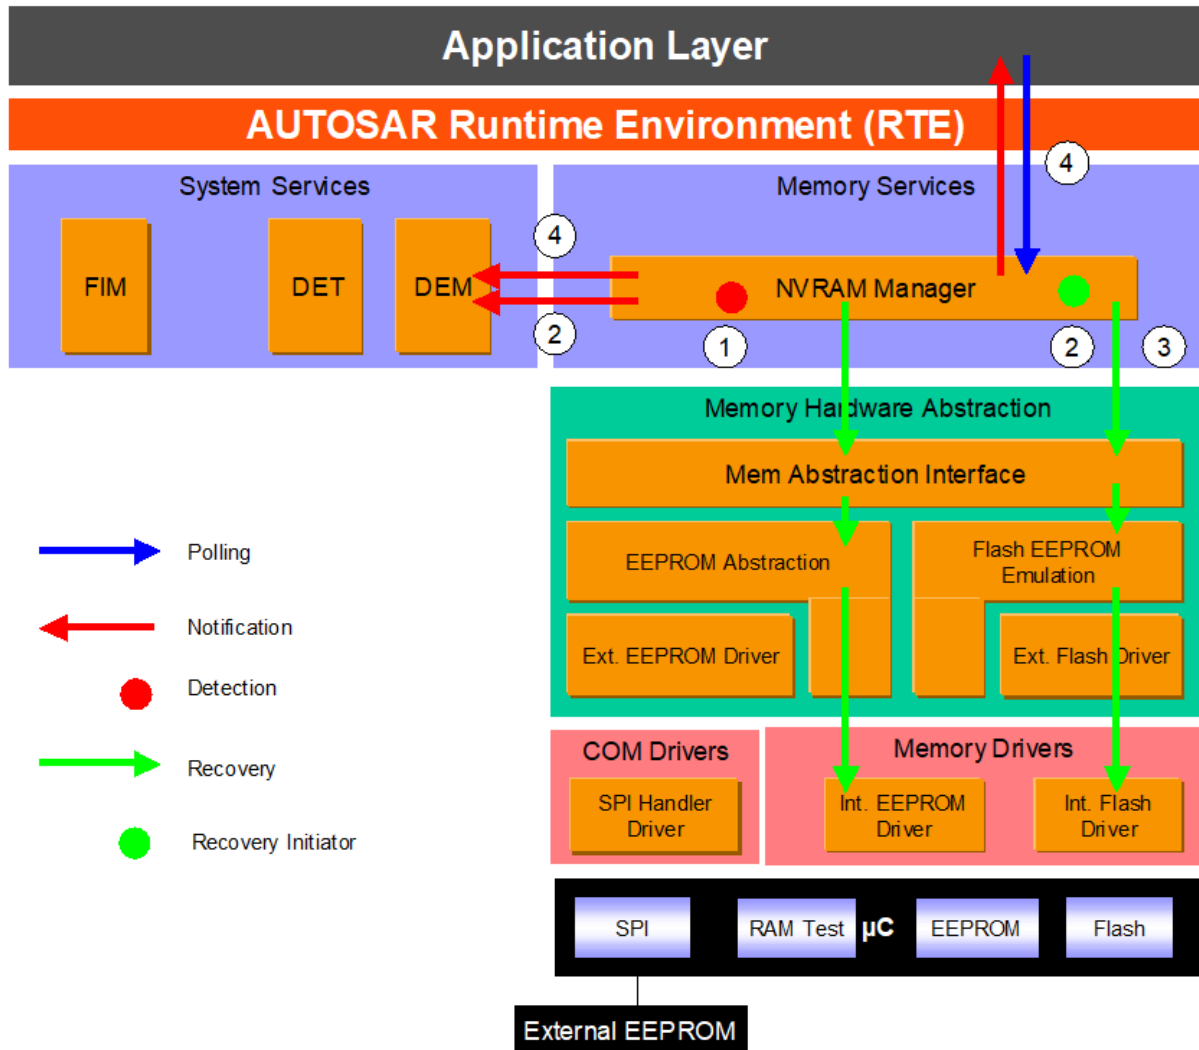 Application Layer
AUTOSAR Runtime Environment (RTE)
System Services
Memory Services
4
4
FIM
DET
DEM
NVRAM Manager
2
1
2
3
Memory Hardware Abstraction
Mem Abstraction Interface
EEPROM Abstraction
Flash EEPROM
Emulation
Ext. EEPROM Driver
Ext. Flash Driver
Polling
Notification
Detection
Recovery
Recovery Initiator
COM Drivers
Memory Drivers
SPI Handler
Driver
Int. EEPROM
Driver
Int. Flash
Driver
SPI
RAM Test
µC
EEPROM
Flash
External EEPROM